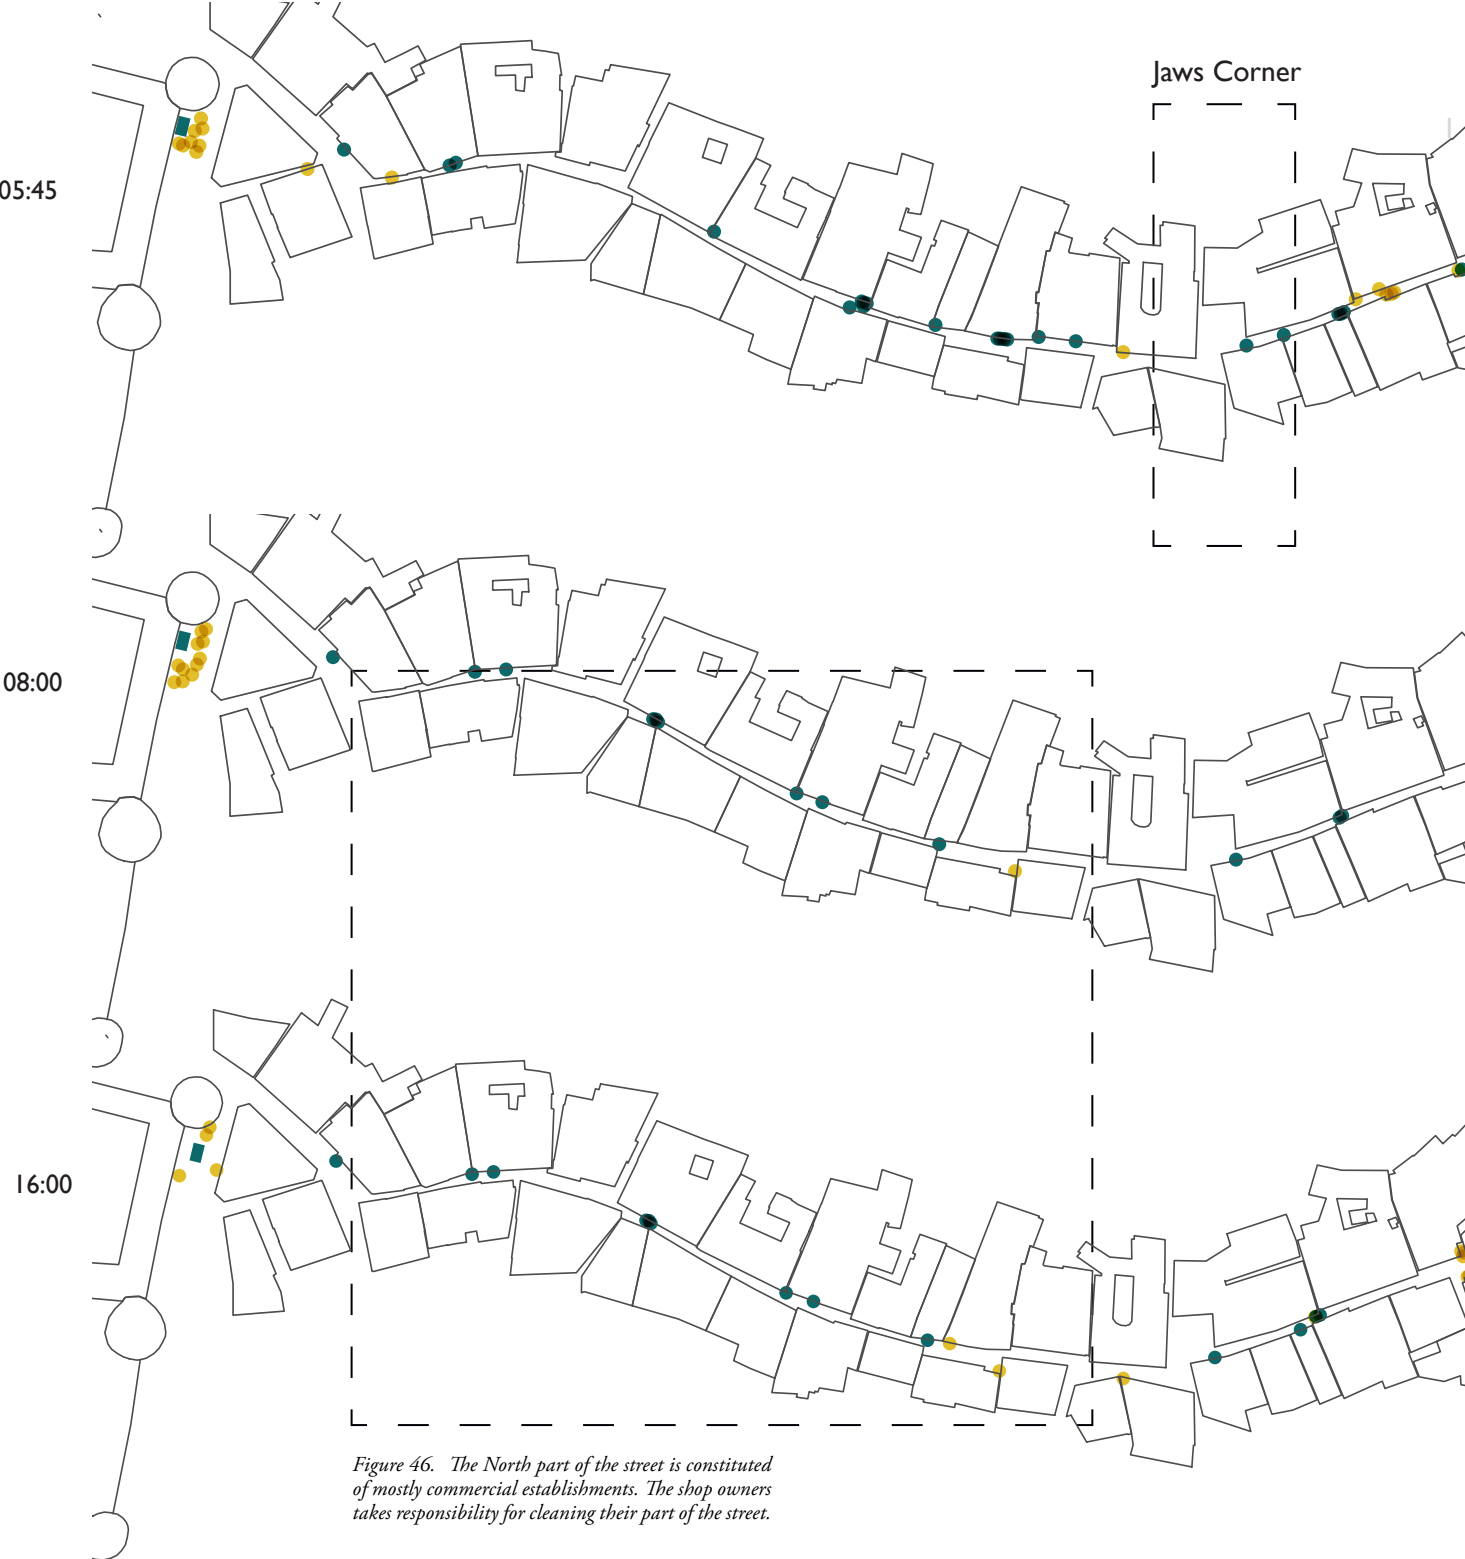 Jaws Corner
05:45
08:00
16:00
Figure 46. The North part of the street is constituted
of mostly commercial establishments. The shop owners
takes responsibility for cleaning their part of the street.